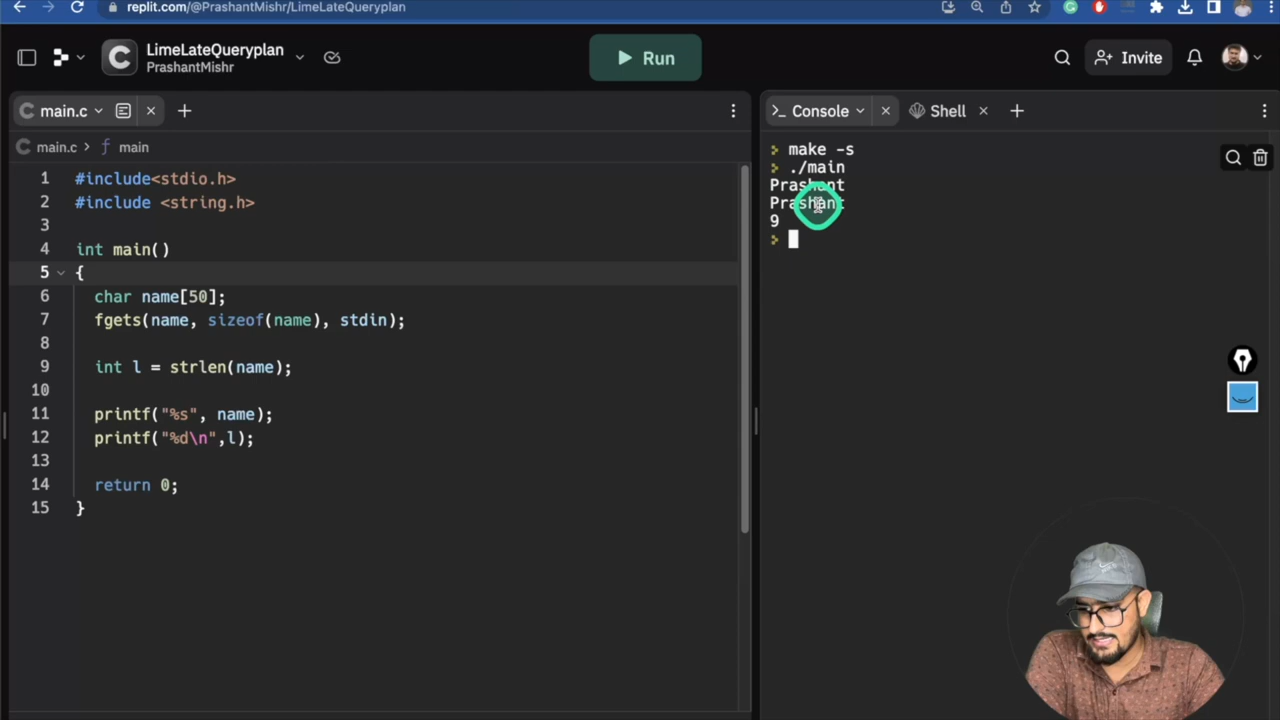 replit.com/@PrashantMishr/LimeLateQueryplan
LimeLateQueryplan
PrashantMishr
Run
Invite
main.c
main.c > main
1 #include<stdio.h>
2 #include <string.h>
3
4 int main()
5 {
6 char name[50];
7 fgets(name, sizeof(name), stdin);
8
9 int l = strlen(name);
10
11 printf("%s", name);
12 printf("%d\n",l);
13
14 return 0;
15 }
>_ Console
Shell
> make -s
> ./main
Prashant
Prashant
9
>